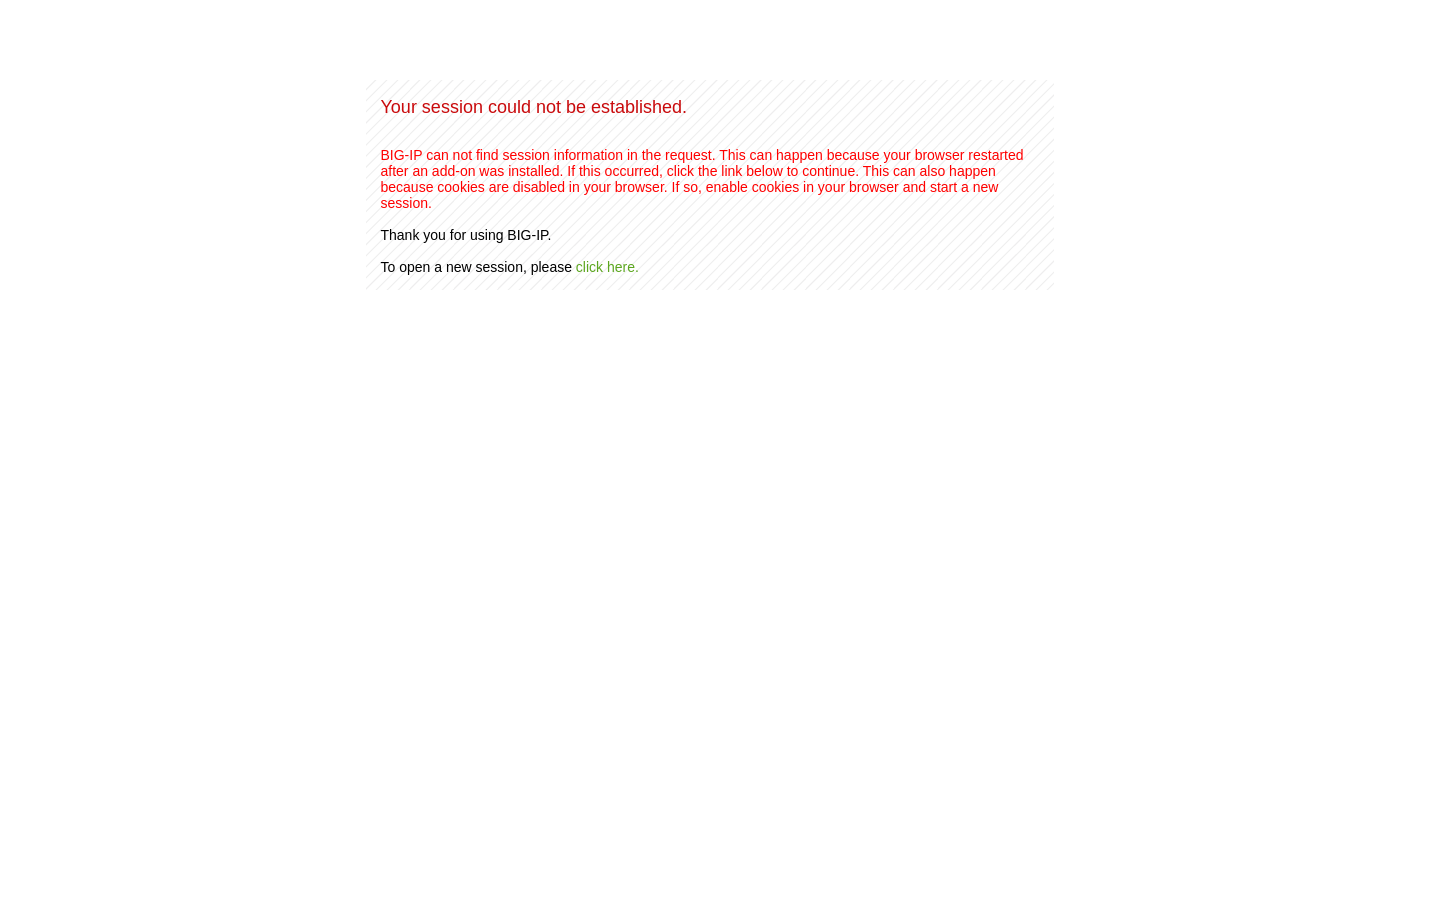 Your session could not be established.
BIG-IP can not find session information in the request. This can happen because your browser restarted
after an add-on was installed. If this occurred, click the link below to continue. This can also happen
because cookies are disabled in your browser. If so, enable cookies in your browser and start a new
session.
Thank you for using BIG-IP.
To open a new session, please click here.